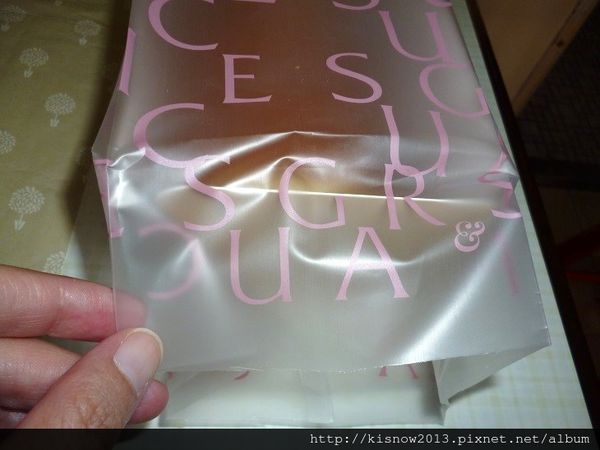 I C E S U
E S U G
I C U
S G R
U A &
http://kisnow2013.pixnet.net/album